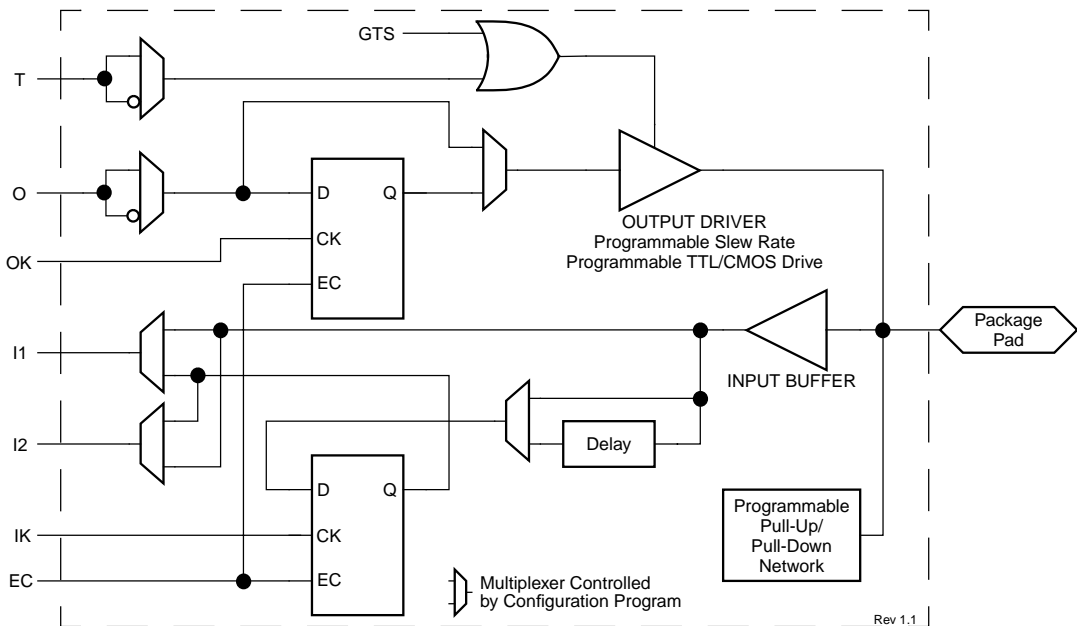 GTS
T
O
D
Q
OUTPUT DRIVER
Programmable Slew Rate
Programmable TTL/CMOS Drive
CK
OK
EC
Package
Pad
I1
INPUT BUFFER
I2
Delay
D
Q
Programmable
Pull-Up/
Pull-Down
Network
IK
CK
EC
EC
Multiplexer Controlled
by Configuration Program
Rev 1.1